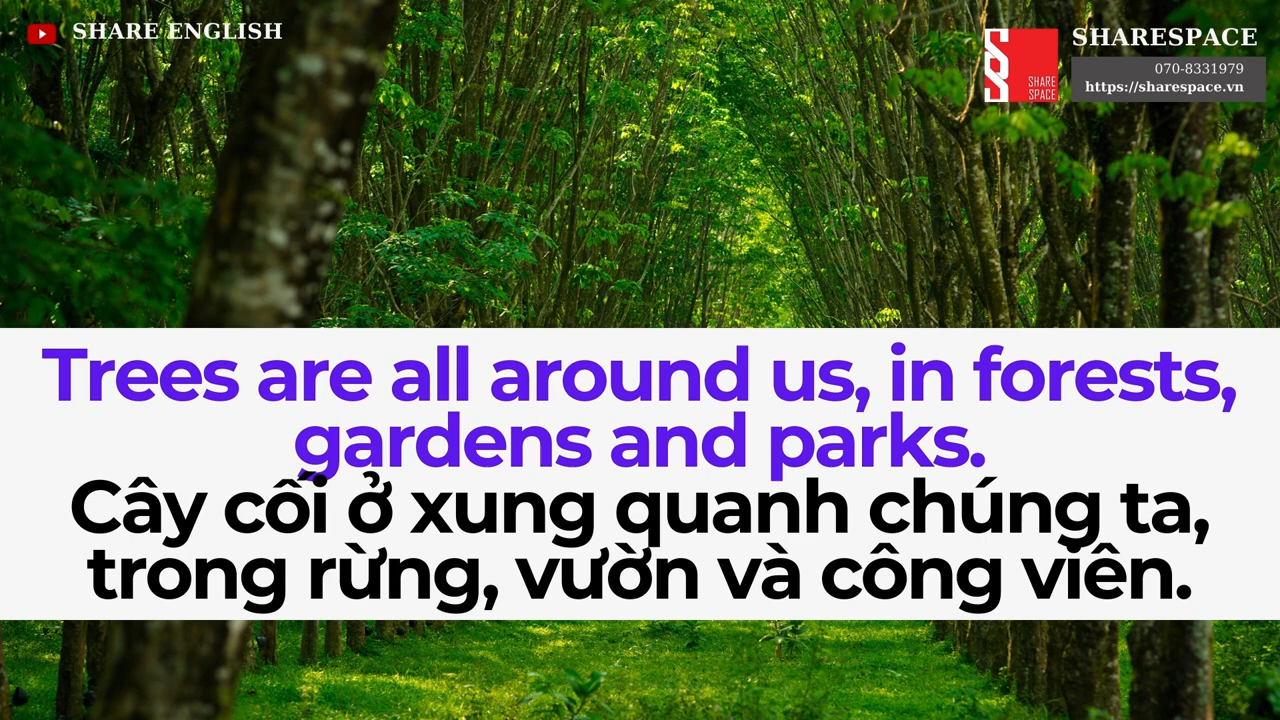 SHARE ENGLISH
SHARE
SPACE
SHARESPACE
070-8331979
https://sharespace.vn
Trees are all around us, in forests,
gardens and parks.
Cây cối ở xung quanh chúng ta,
trong rừng, vườn và công viên.